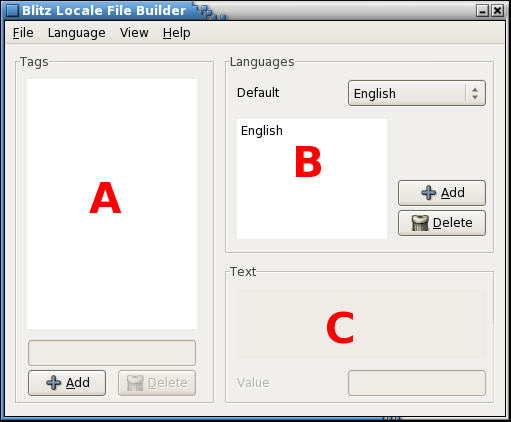 Blitz Locale File Builder
File Language View Help
Tags
A
Add Delete
Languages
Default English
English
B
Add
Delete
Text
C
Value